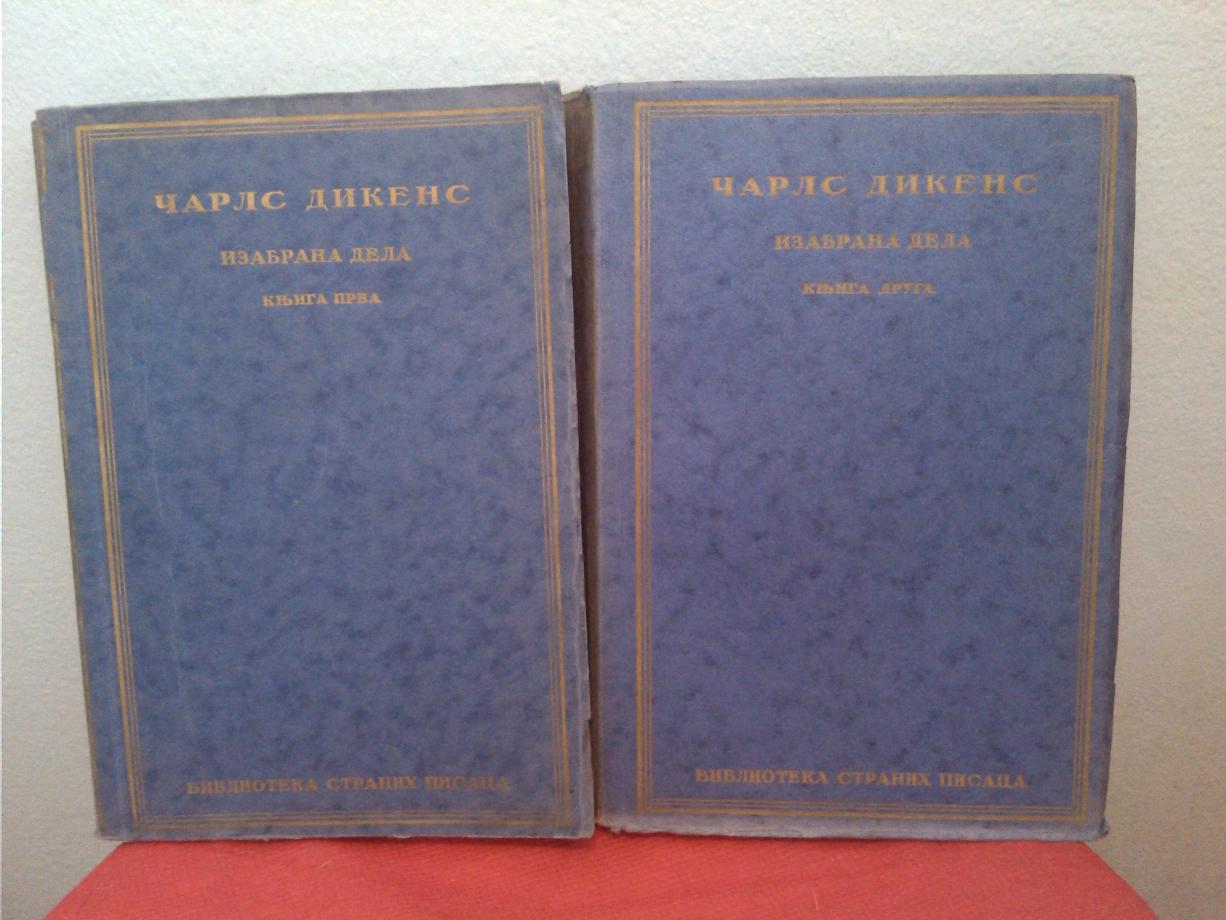 ЧАРЛС ДИКЕНС
ИЗАБРАНА ДЕЛА
КЊИГА ПРВА
БИБЛИОТЕКА СТРАНИХ ПИСАЦА
ЧАРЛС ДИКЕНС
ИЗАБРАНА ДЕЛА
КЊИГА ДРУГА
БИБЛИОТЕКА СТРАНИХ ПИСАЦА